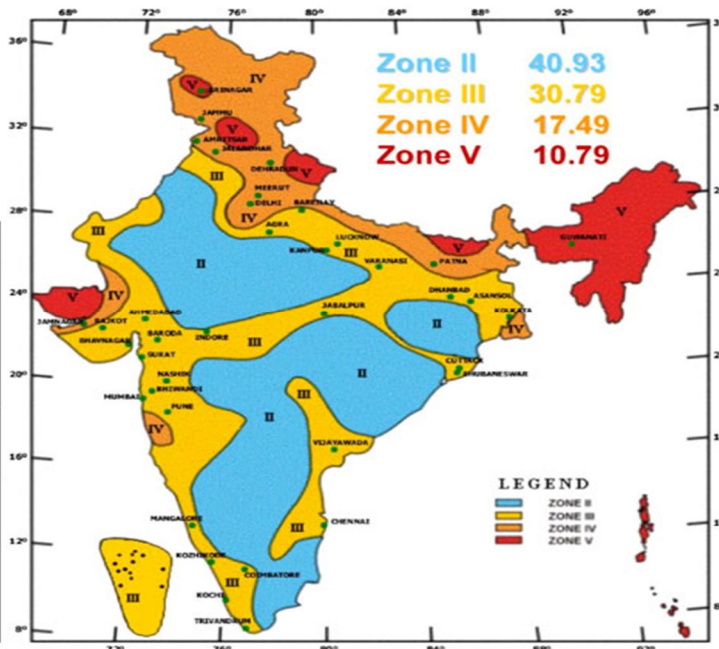 68° 72° 76° 80° 84° 88° 92° 96°
36°
32°
28°
24°
20°
16°
12°
8°
Zone II 40.93
Zone III 30.79
Zone IV 17.49
Zone V 10.79
IV
V
SRINAGAR
JAMMU
V
AMRITSAR
JALANDHAR
DEHRADUN
V
III
MEERUT
DELHI
IV
BAREILLY
AGRA
III
LUCKNOW
KANPUR
III
VARANASI
V
PATNA
V
GUWAHATI
II
V
IV
DHANBAD
ASANSOL
JAMNAGAR
RAJKOT
AHMEDABAD
JABALPUR
KOLKATA
IV
II
BHAVNAGAR
BARODA
INDORE
III
SURAT
CUTTACK
BHUBANESWAR
II
NASHIK
BHIWANDI
MUMBAI
III
PUNE
II
IV
VIJAYAWADA
LEGEND
ZONE II
ZONE III
ZONE IV
ZONE V
MANGALORE
III
CHENNAI
KOZHIKODE
COIMBATORE
III
III
KOCHI
TRIVANDRUM
80° 84°